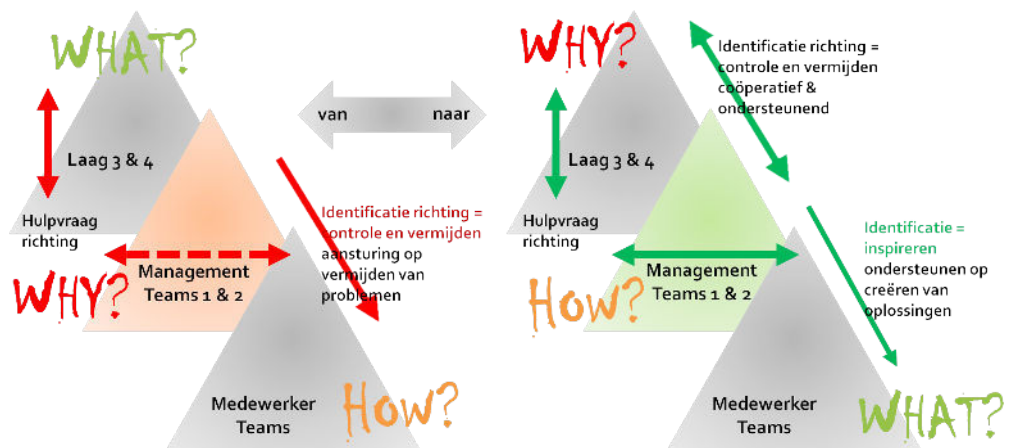 WHAT?
Laag 3 & 4
Hulpvraag
richting
WHY?
Management
Teams 1 & 2
Identificatie richting =
controle en vermijden
aansturing op
vermijden van
problemen
Medewerker
Teams
HOW?
van
naar
WHY?
Identificatie richting =
controle en vermijden
coöperatief &
ondersteunend
Laag 3 & 4
Hulpvraag
richting
HOW?
Management
Teams 1 & 2
Identificatie =
inspireren
ondersteunen op
creëren van
oplossingen
Medewerker
Teams
WHAT?